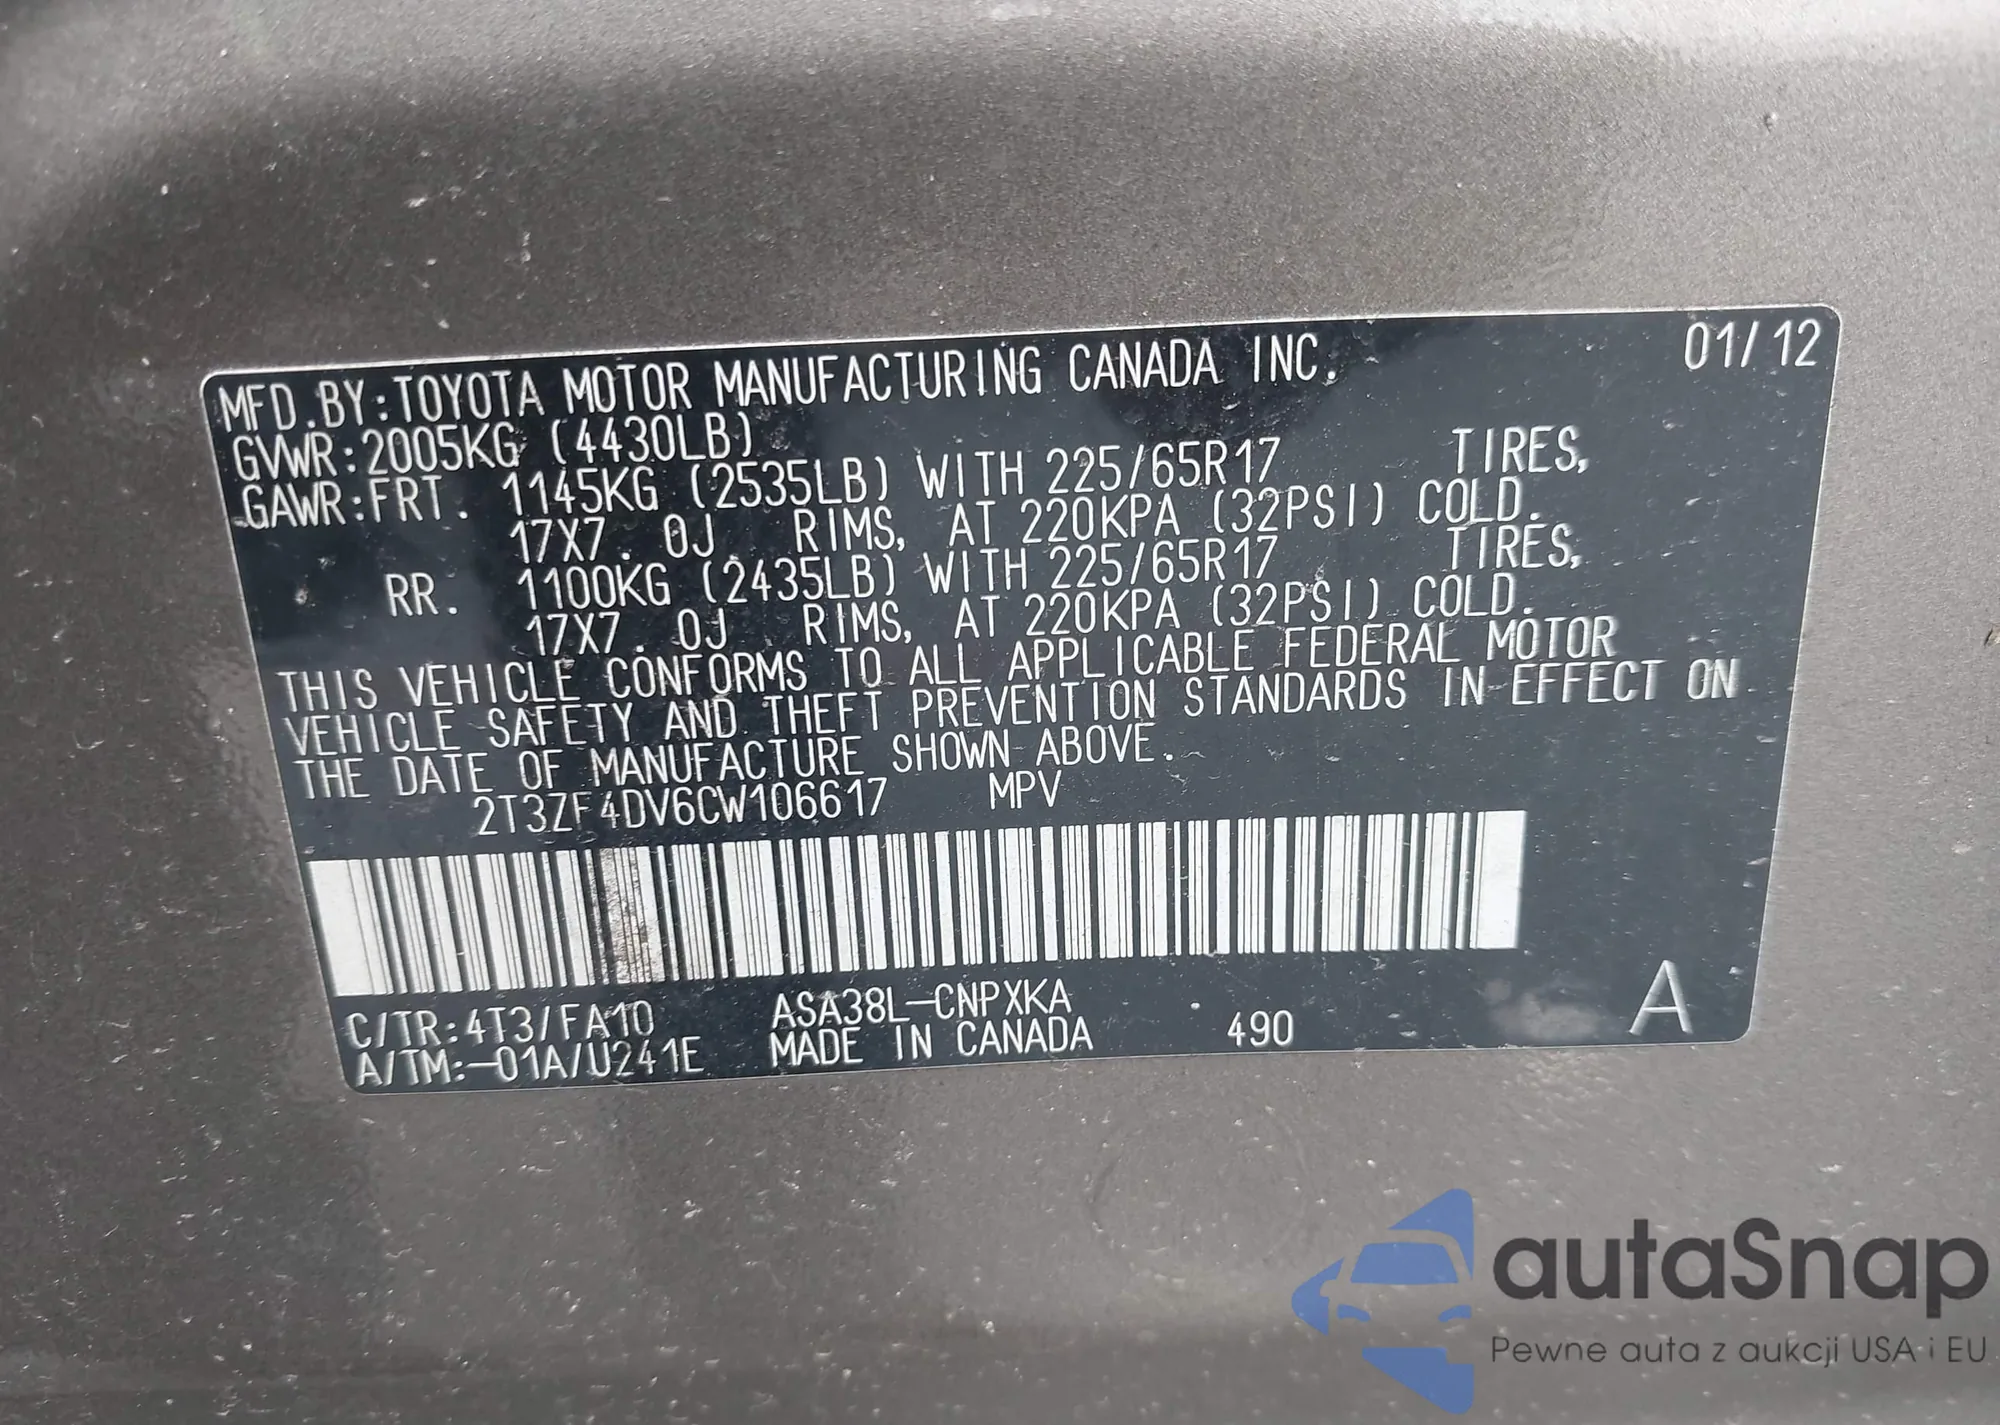 01/12
MFD.BY:TOYOTA MOTOR MANUFACTURING CANADA INC.
GVWR:2005KG (4430LB)
GAWR:FRT. 1145KG (2535LB) WITH 225/65R17 TIRES,
17X7.0J RIMS, AT 220KPA (32PSI) COLD.
RR. 1100KG (2435LB) WITH 225/65R17 TIRES,
17X7.0J RIMS, AT 220KPA (32PSI) COLD.
THIS VEHICLE CONFORMS TO ALL APPLICABLE FEDERAL MOTOR
VEHICLE SAFETY AND THEFT PREVENTION STANDARDS IN EFFECT ON
THE DATE OF MANUFACTURE SHOWN ABOVE.
2T3ZF4DV6CW106617 MPV
C/TR:4T3/FA10 ASA38L-CNPXKA
A/TM:-01A/U241E MADE IN CANADA 490 A
autaSnap
Pewne auta z aukcji USA i EU